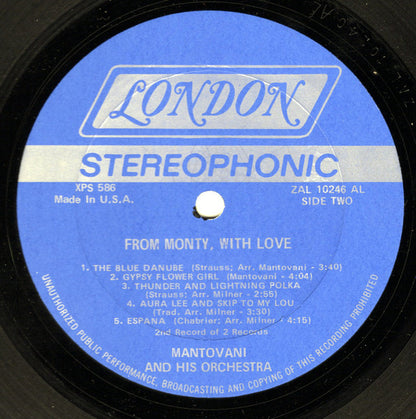 LONDON
STEREOPHONIC
XPS 586
Made in U.S.A.
ZAL 10246 AL
SIDE TWO
FROM MONTY, WITH LOVE
1. THE BLUE DANUBE (Strauss; Arr. Mantovani - 3:40)
2. GYPSY FLOWER GIRL (Mantovani - 4:04)
3. THUNDER AND LIGHTNING POLKA
(Strauss; Arr. Milner - 2:55)
4. AURA LEE AND SKIP TO MY LOU
(Trad. Arr. Milner - 3:30)
5. ESPANA (Chabrier; Arr. Milner - 4:15)
2nd Record of 2 Records
MANTOVANI
AND HIS ORCHESTRA
UNAUTHORIZED PUBLIC PERFORMANCE, BROADCASTING AND COPYING OF THIS RECORDING PROHIBITED